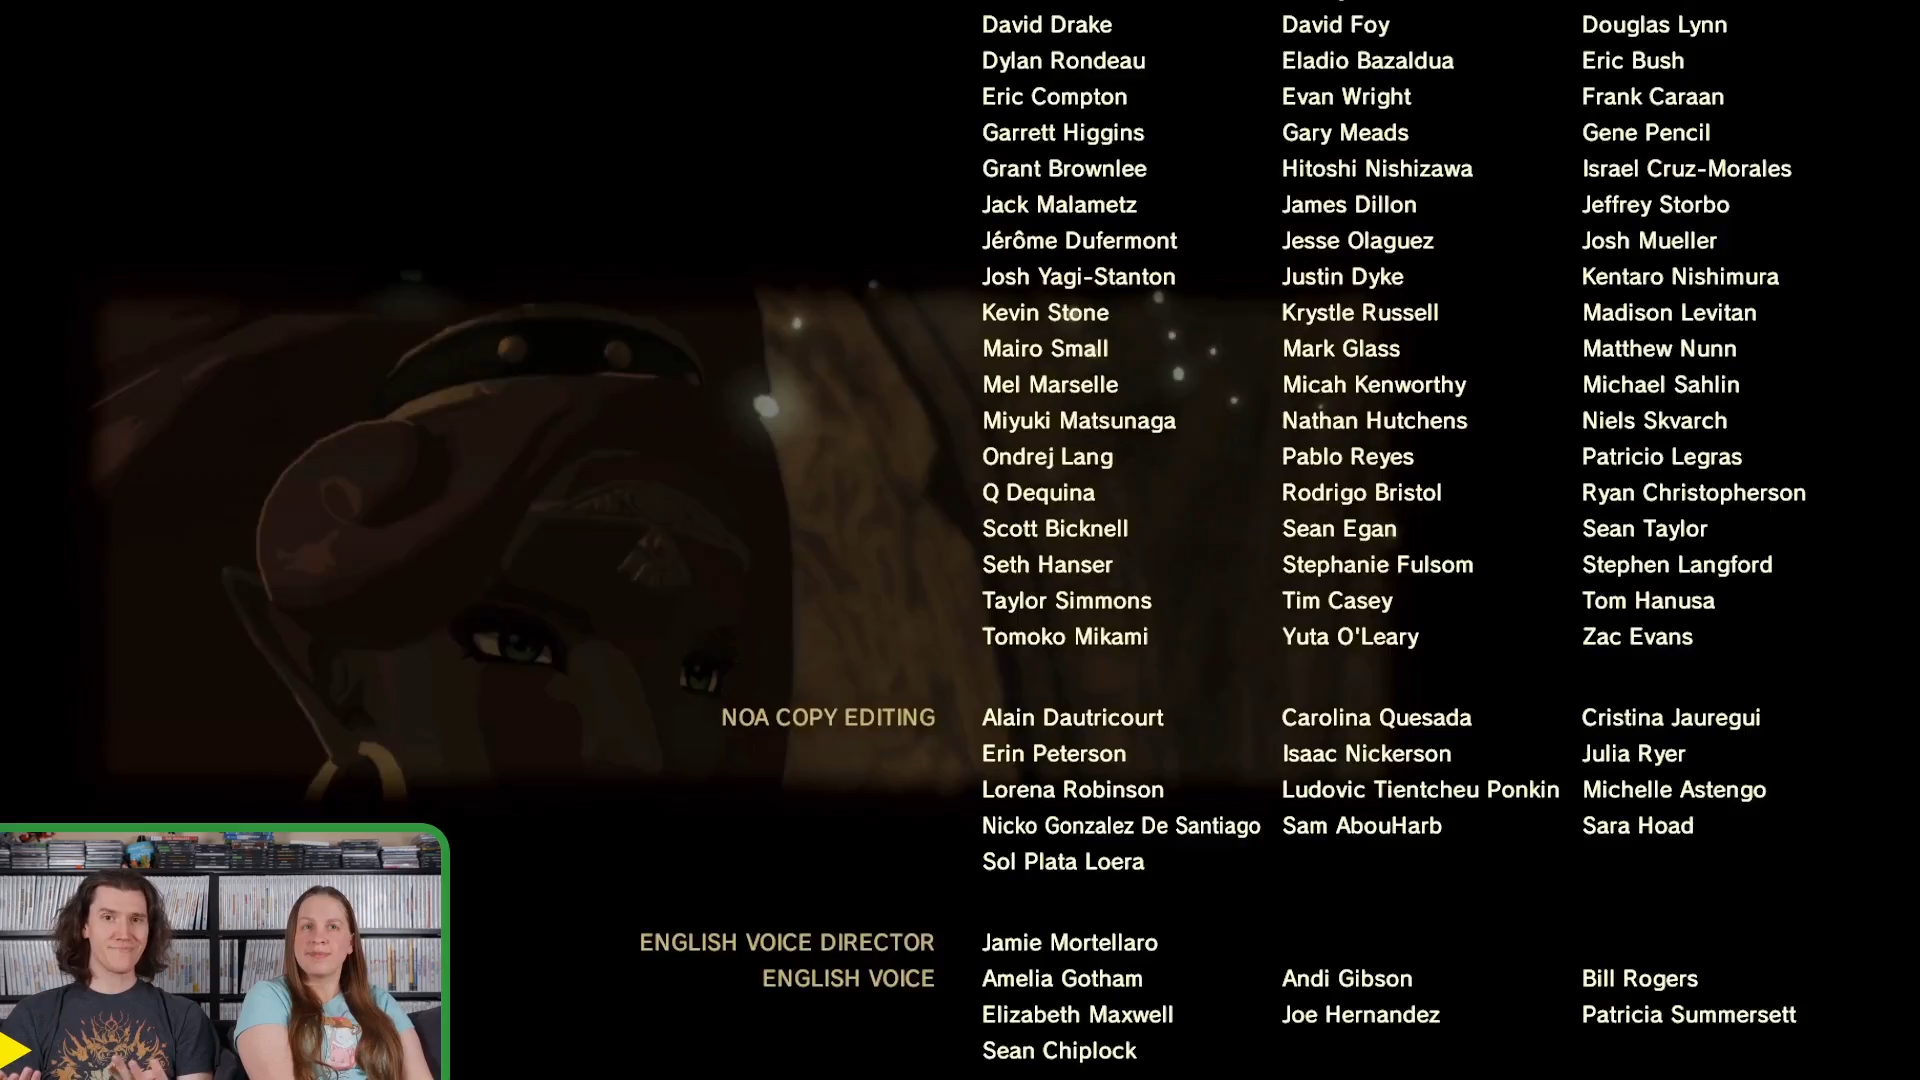 David Drake David Foy Douglas Lynn
Dylan Rondeau Eladio Bazaldua Eric Bush
Eric Compton Evan Wright Frank Caraan
Garrett Higgins Gary Meads Gene Pencil
Grant Brownlee Hitoshi Nishizawa Israel Cruz-Morales
Jack Malametz James Dillon Jeffrey Storbo
Jérôme Dufermont Jesse Olaguez Josh Mueller
Josh Yagi-Stanton Justin Dyke Kentaro Nishimura
Kevin Stone Krystle Russell Madison Levitan
Mairo Small Mark Glass Matthew Nunn
Mel Marselle Micah Kenworthy Michael Sahlin
Miyuki Matsunaga Nathan Hutchens Niels Skvarch
Ondrej Lang Pablo Reyes Patricio Legras
Q Dequina Rodrigo Bristol Ryan Christopherson
Scott Bicknell Sean Egan Sean Taylor
Seth Hanser Stephanie Fulsom Stephen Langford
Taylor Simmons Tim Casey Tom Hanusa
Tomoko Mikami Yuta O'Leary Zac Evans
NOA COPY EDITING Alain Dautricourt Carolina Quesada Cristina Jauregui
Erin Peterson Isaac Nickerson Julia Ryer
Lorena Robinson Ludovic Tientcheu Ponkin Michelle Astengo
Nicko Gonzalez De Santiago Sam AbouHarb Sara Hoad
Sol Plata Loera
ENGLISH VOICE DIRECTOR Jamie Mortellaro
ENGLISH VOICE Amelia Gotham Andi Gibson Bill Rogers
Elizabeth Maxwell Joe Hernandez Patricia Summersett
Sean Chiplock